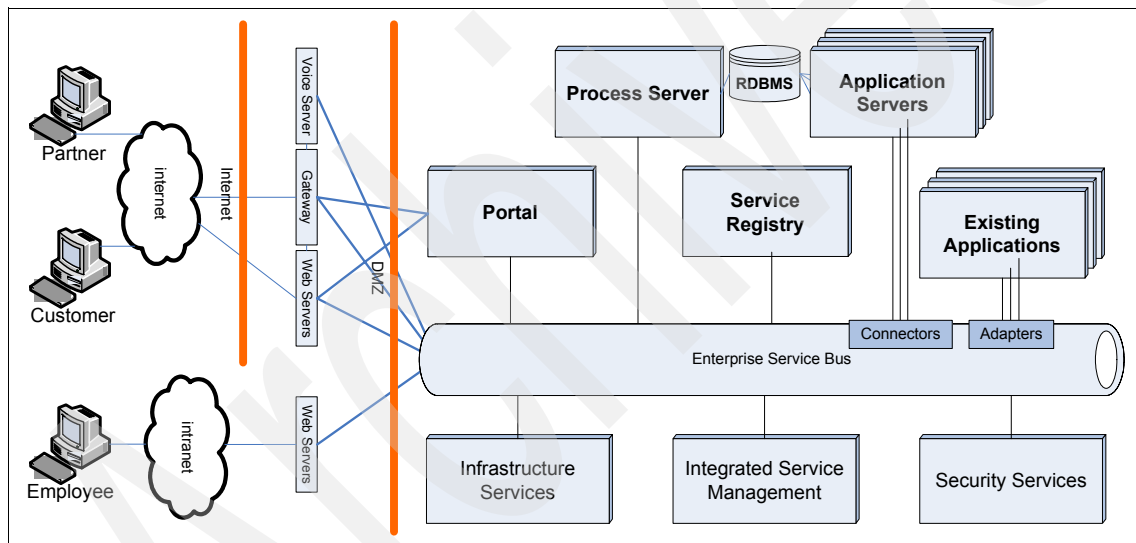 Partner
Customer
Employee
internet
intranet
Internet
Voice Server
Gateway
Web Servers
Web Servers
DMZ
Process Server
RDBMS
Application
Servers
Portal
Service
Registry
Existing
Applications
Connectors
Adapters
Enterprise Service Bus
Infrastructure
Services
Integrated Service
Management
Security Services